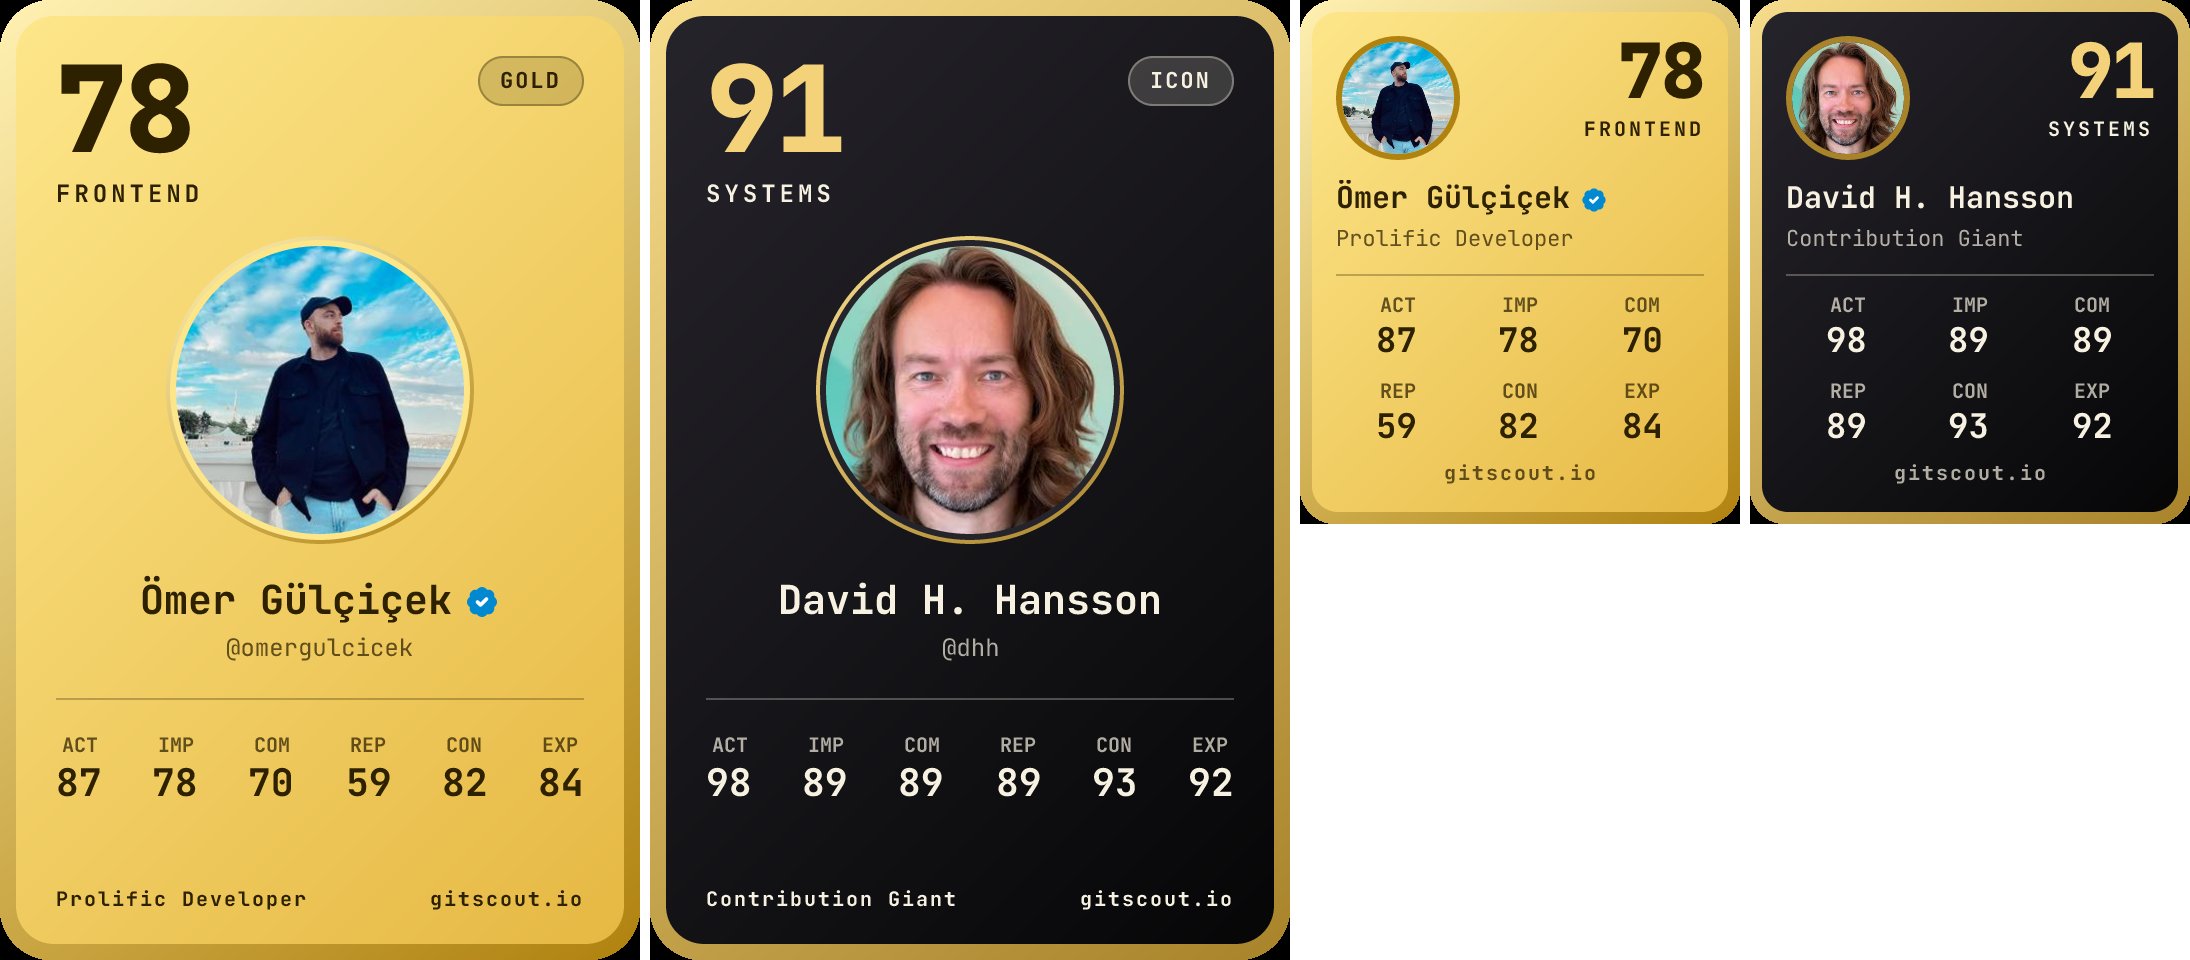 78
GOLD
FRONTEND
Ömer Gülçiçek
@omergulcicek
ACT IMP COM REP CON EXP
87 78 70 59 82 84
Prolific Developer gitscout.io
91
ICON
SYSTEMS
David H. Hansson
@dhh
ACT IMP COM REP CON EXP
98 89 89 89 93 92
Contribution Giant gitscout.io
78
FRONTEND
Ömer Gülçiçek
Prolific Developer
ACT IMP COM
87 78 70
REP CON EXP
59 82 84
gitscout.io
91
SYSTEMS
David H. Hansson
Contribution Giant
ACT IMP COM
98 89 89
REP CON EXP
89 93 92
gitscout.io